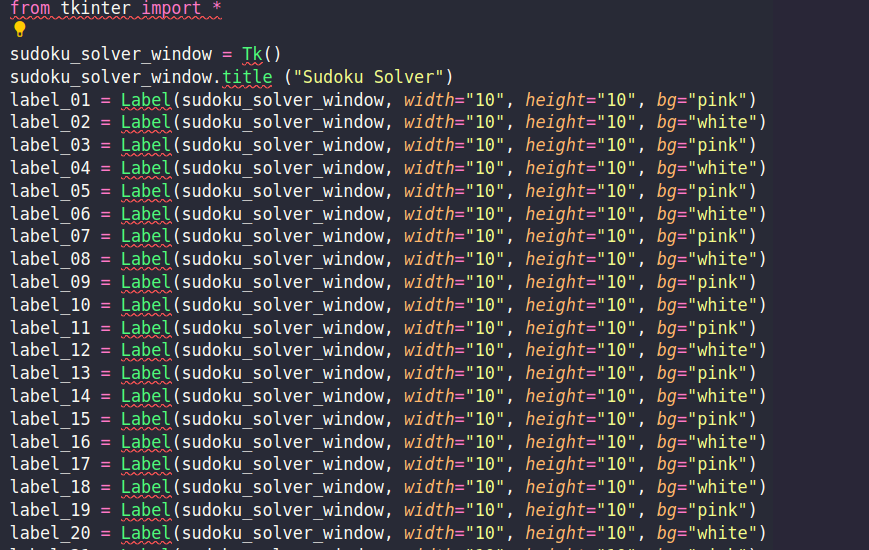 from tkinter import *
sudoku_solver_window = Tk()
sudoku_solver_window.title ("Sudoku Solver")
label_01 = Label(sudoku_solver_window, width="10", height="10", bg="pink")
label_02 = Label(sudoku_solver_window, width="10", height="10", bg="white")
label_03 = Label(sudoku_solver_window, width="10", height="10", bg="pink")
label_04 = Label(sudoku_solver_window, width="10", height="10", bg="white")
label_05 = Label(sudoku_solver_window, width="10", height="10", bg="pink")
label_06 = Label(sudoku_solver_window, width="10", height="10", bg="white")
label_07 = Label(sudoku_solver_window, width="10", height="10", bg="pink")
label_08 = Label(sudoku_solver_window, width="10", height="10", bg="white")
label_09 = Label(sudoku_solver_window, width="10", height="10", bg="pink")
label_10 = Label(sudoku_solver_window, width="10", height="10", bg="white")
label_11 = Label(sudoku_solver_window, width="10", height="10", bg="pink")
label_12 = Label(sudoku_solver_window, width="10", height="10", bg="white")
label_13 = Label(sudoku_solver_window, width="10", height="10", bg="pink")
label_14 = Label(sudoku_solver_window, width="10", height="10", bg="white")
label_15 = Label(sudoku_solver_window, width="10", height="10", bg="pink")
label_16 = Label(sudoku_solver_window, width="10", height="10", bg="white")
label_17 = Label(sudoku_solver_window, width="10", height="10", bg="pink")
label_18 = Label(sudoku_solver_window, width="10", height="10", bg="white")
label_19 = Label(sudoku_solver_window, width="10", height="10", bg="pink")
label_20 = Label(sudoku_solver_window, width="10", height="10", bg="white")